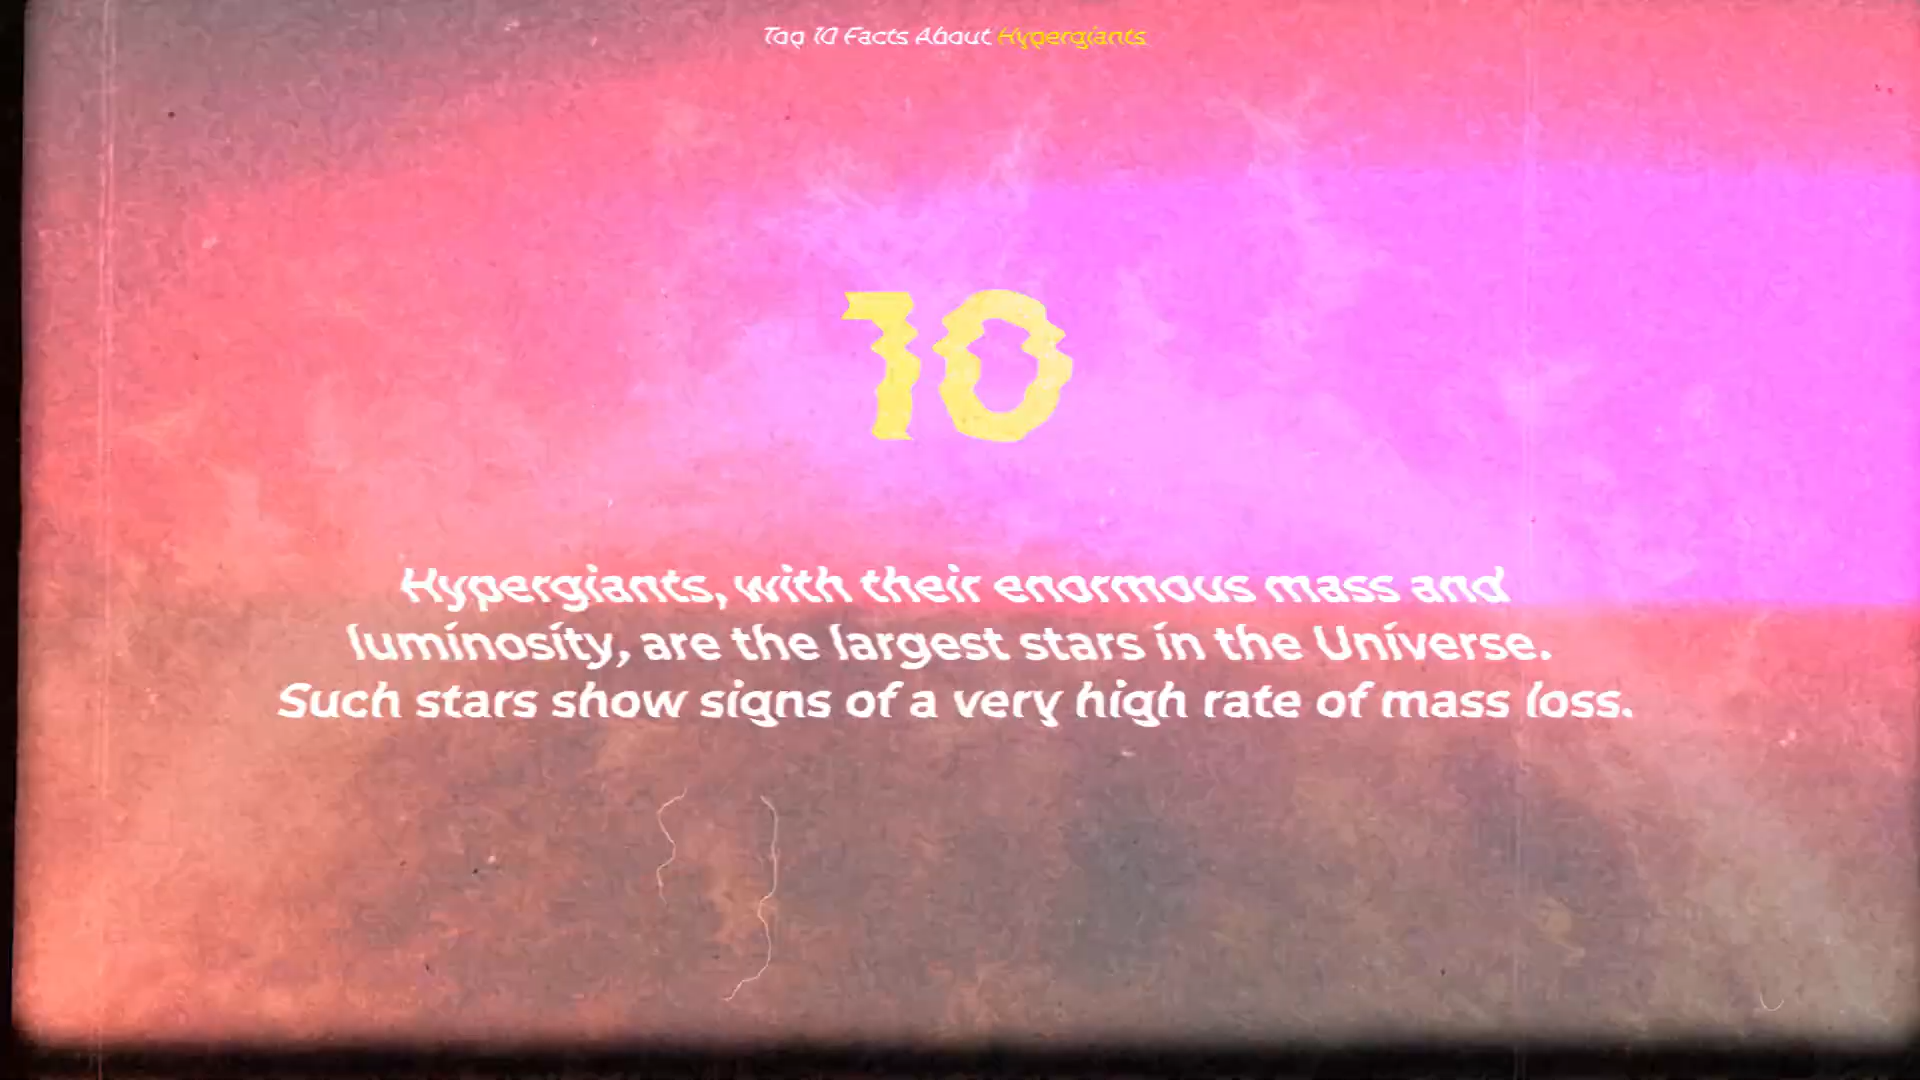 Top 10 Facts About Hypergiants
10
Hypergiants, with their enormous mass and
luminosity, are the largest stars in the Universe.
Such stars show signs of a very high rate of mass loss.